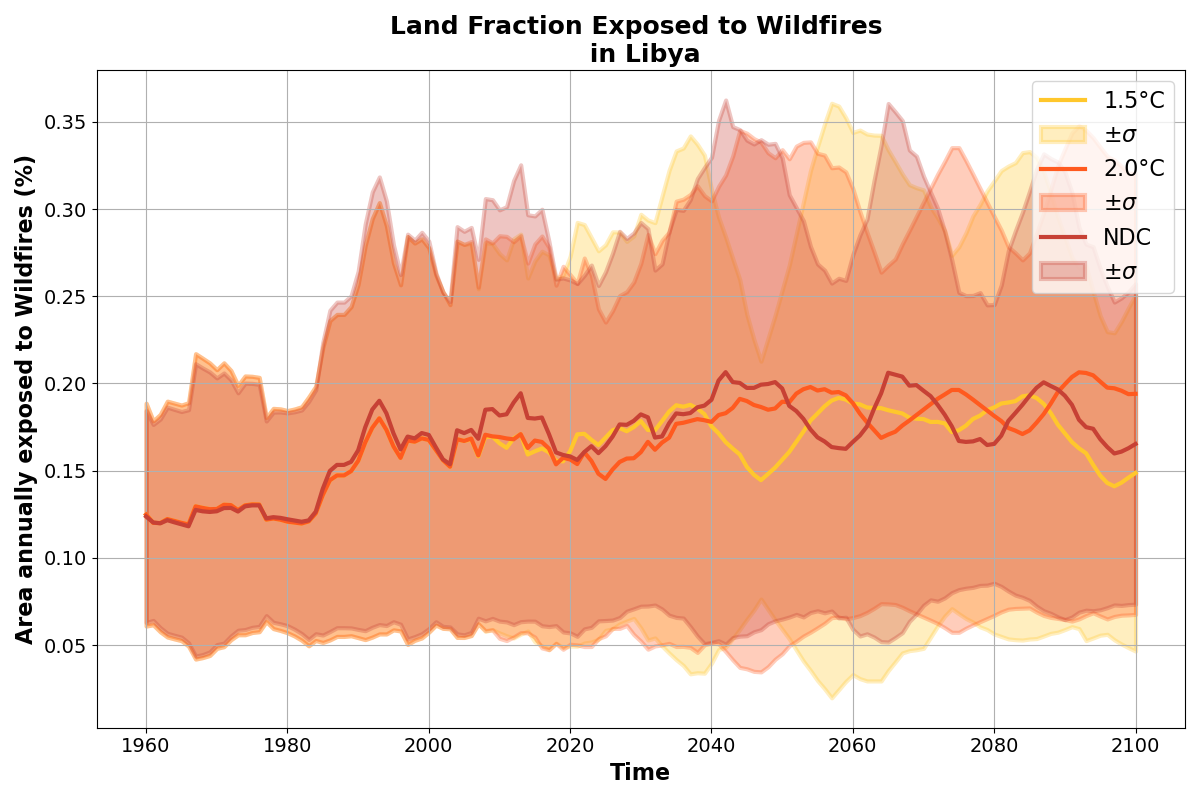 Land Fraction Exposed to Wildfires
in Libya
Area annually exposed to Wildfires (%)
0.35
0.30
0.25
0.20
0.15
0.10
0.05
1960
1980
2000
2020
2040
2060
2080
2100
Time
1.5°C
±σ
2.0°C
±σ
NDC
±σ